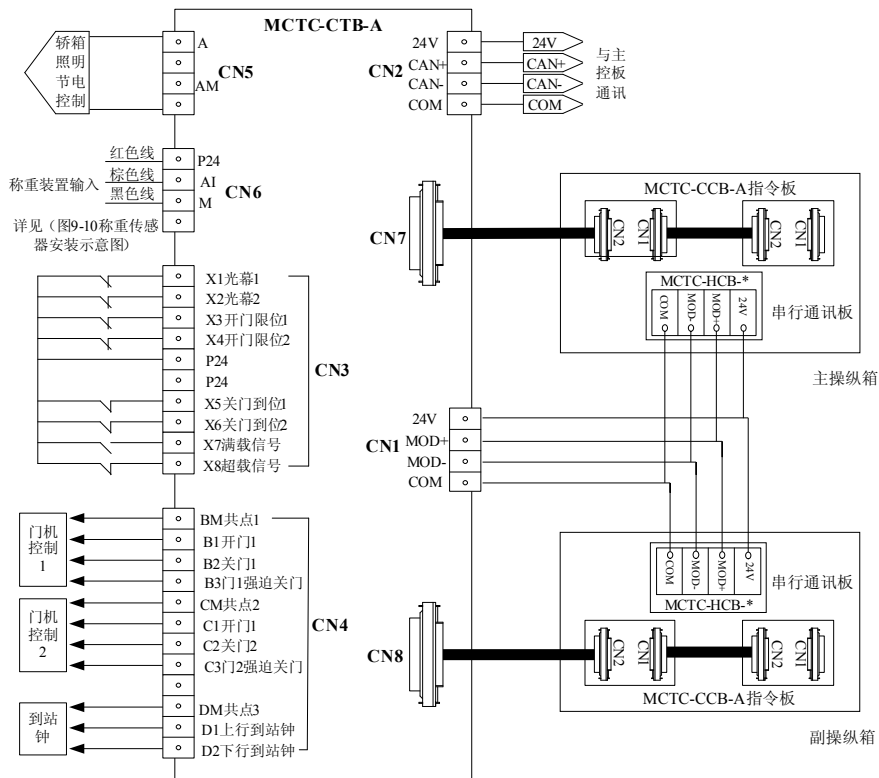 MCTC-CTB-A
轿箱
照明
节电
控制
A
AM
CN5
24V
CAN+
CAN-
COM
CN2
24V
CAN+
CAN-
COM
与主
控板
通讯
红色线
棕色线
黑色线
称重装置输入
P24
AI
M
CN6
详见（图9-10称重传感
器安装示意图）
X1光幕1
X2光幕2
X3开门限位1
X4开门限位2
P24
P24
X5关门到位1
X6关门到位2
X7满载信号
X8超载信号
CN3
CN7
MCTC-CCB-A指令板
CN2
CN1
CN2
CN1
MCTC-HCB-*
COM
MOD-
MOD+
24V
串行通讯板
主操纵箱
CN1
24V
MOD+
MOD-
COM
门机
控制
1
BM共点1
B1开门1
B2关门1
B3门1强迫关门
门机
控制
2
CM共点2
C1开门1
C2关门2
C3门2强迫关门
CN4
到站
钟
DM共点3
D1上行到站钟
D2下行到站钟
COM
MOD-
MOD+
24V
MCTC-HCB-*
串行通讯板
CN8
CN2
CN1
CN2
CN1
MCTC-CCB-A指令板
副操纵箱